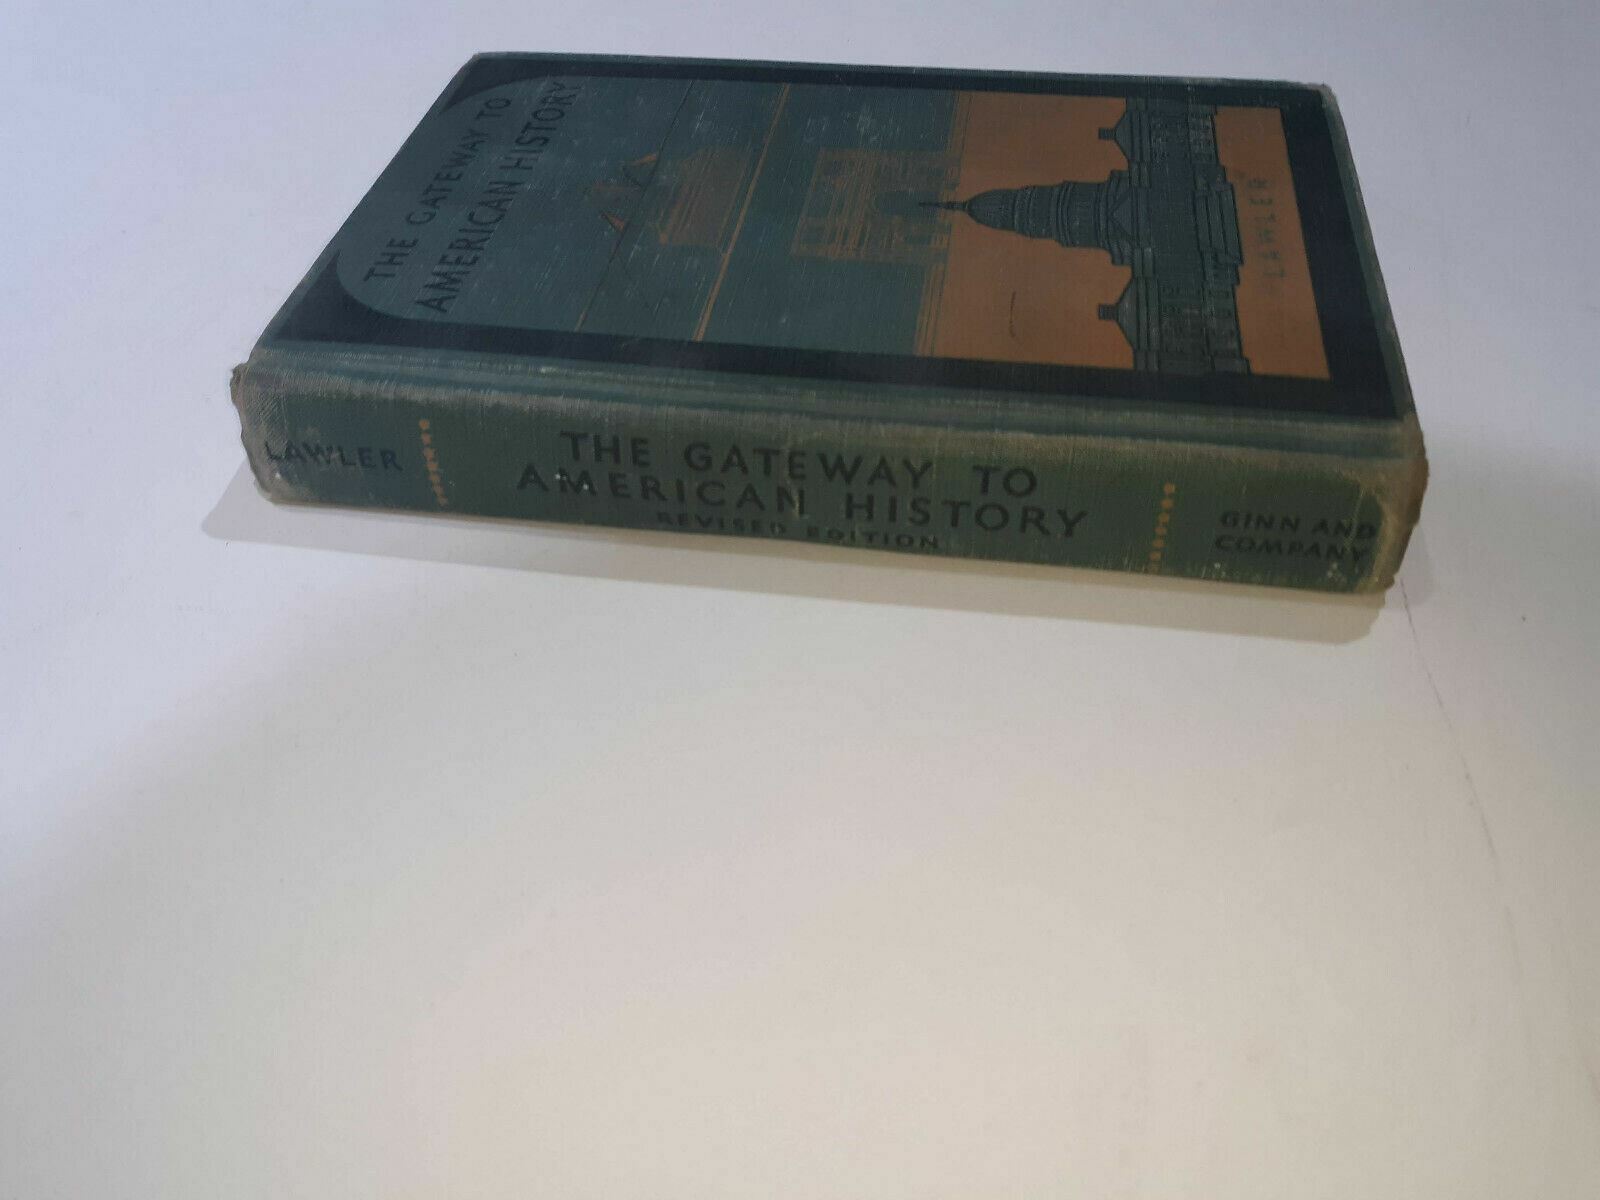 THE GATEWAY TO
AMERICAN HISTORY
LAWLER
LAWLER
THE GATEWAY TO
AMERICAN HISTORY
REVISED EDITION
GINN AND
COMPANY